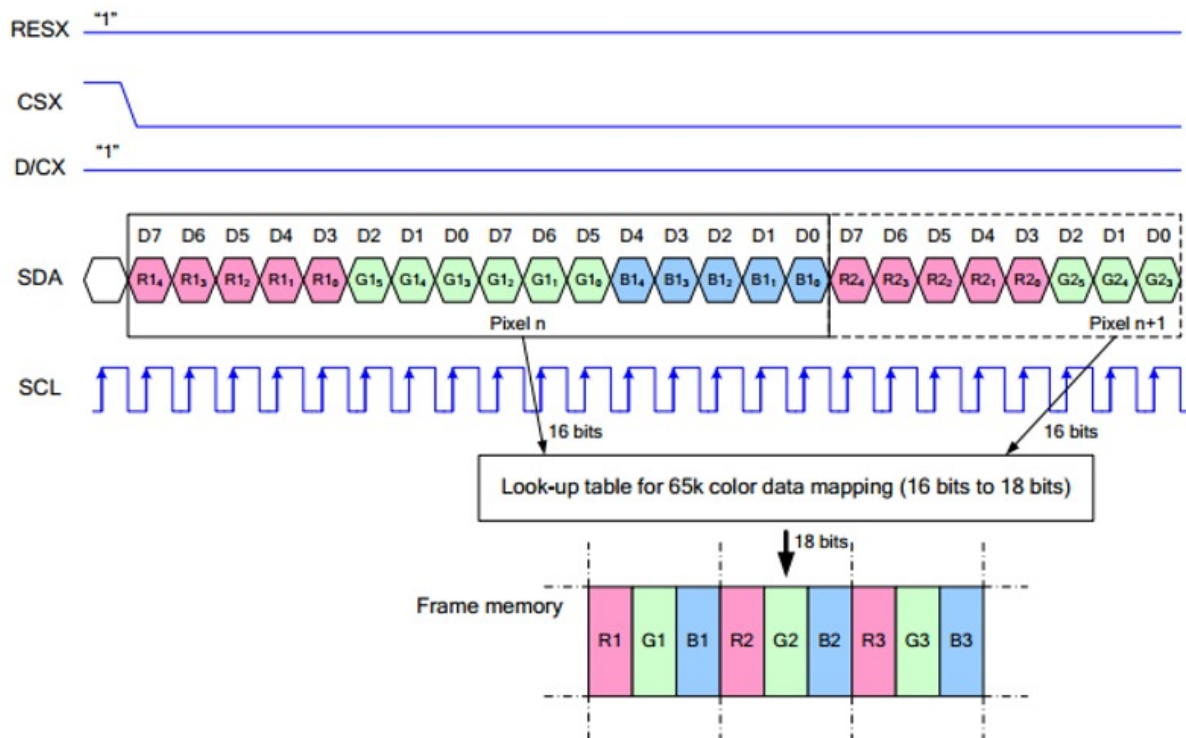 RESX "1"
CSX
D/CX "1"
D7 D6 D5 D4 D3 D2 D1 D0 D7 D6 D5 D4 D3 D2 D1 D0 D7 D6 D5 D4 D3 D2 D1 D0
SDA R1₄ R1₃ R1₂ R1₁ R1₀ G1₅ G1₄ G1₃ G1₂ G1₁ G1₀ B1₄ B1₃ B1₂ B1₁ B1₀ R2₄ R2₃ R2₂ R2₁ R2₀ G2₅ G2₄ G2₃
Pixel n Pixel n+1
SCL
16 bits 16 bits
Look-up table for 65k color data mapping (16 bits to 18 bits)
18 bits
Frame memory
R1 G1 B1 R2 G2 B2 R3 G3 B3